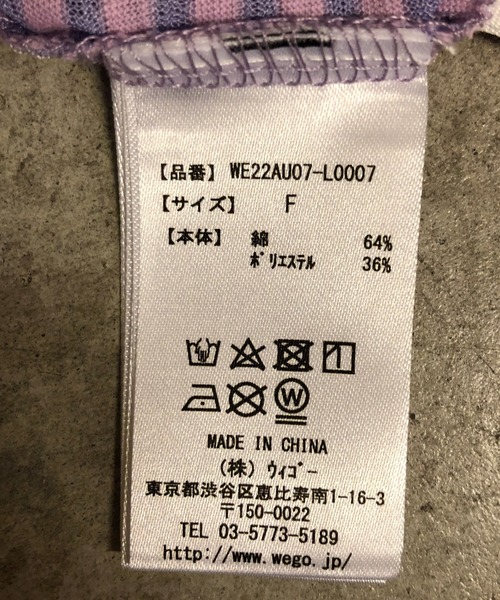 【品番】 WE22AU07-L0007
【サイズ】 F
【本体】 綿 64%
ﾎﾟﾘｴｽﾃﾙ 36%
W
MADE IN CHINA
(株) ｳｨｺﾞｰ
東京都渋谷区恵比寿南1-16-3
〒150-0022
TEL 03-5773-5189
http://www.wego.jp/